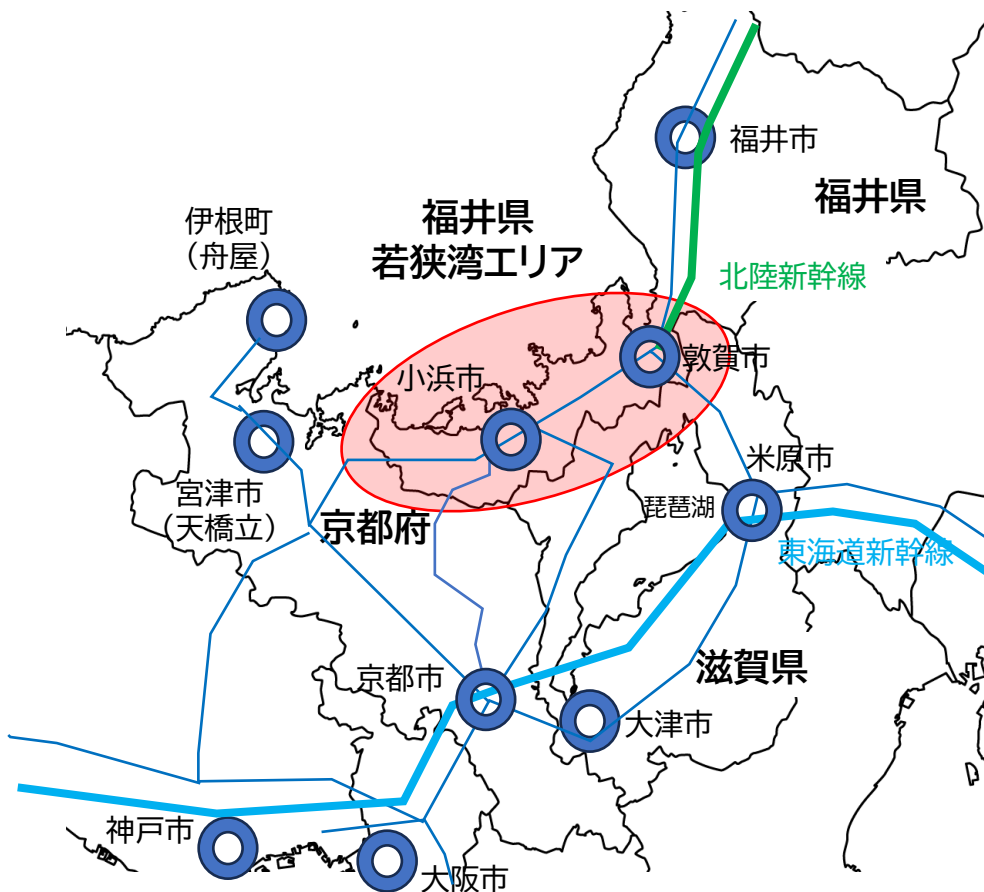 福井市
福井県
伊根町
（舟屋）
福井県
若狭湾エリア
北陸新幹線
敦賀市
小浜市
米原市
宮津市
（天橋立）
琵琶湖
京都府
東海道新幹線
滋賀県
京都市
大津市
神戸市
大阪市